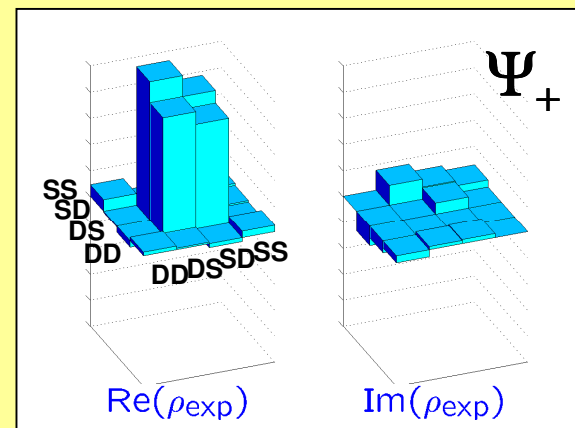 Ψ+
SS
SD
DS
DD
DD DS SD SS
Re(ρexp)
Im(ρexp)